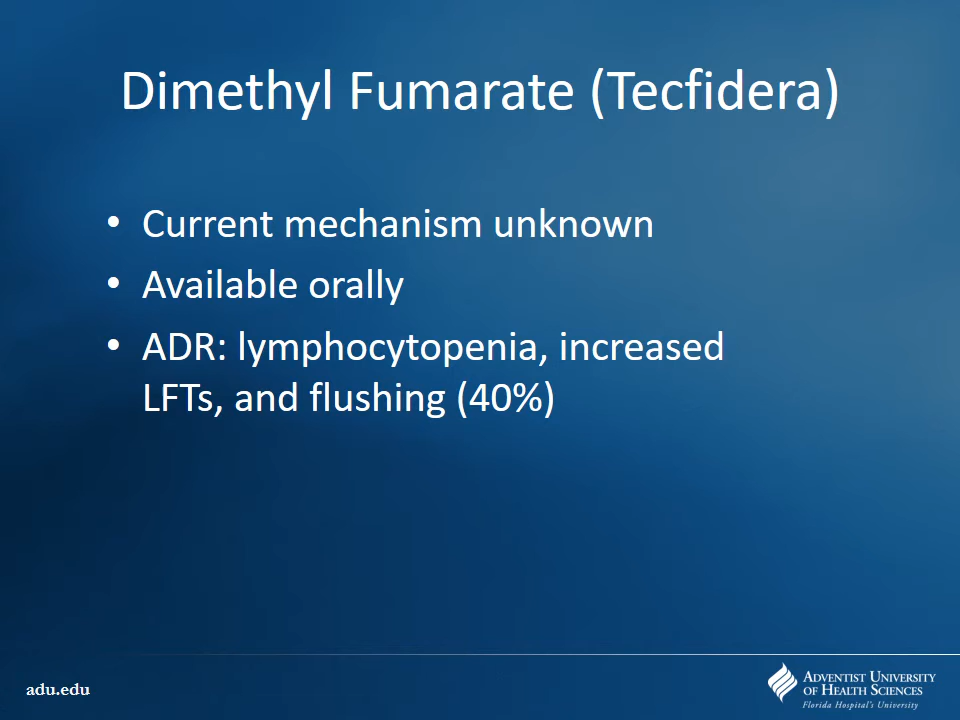 Dimethyl Fumarate (Tecfidera)
• Current mechanism unknown
• Available orally
• ADR: lymphocytopenia, increased
LFTs, and flushing (40%)
adu.edu
ADVENTIST UNIVERSITY
OF HEALTH SCIENCES
Florida Hospital's University